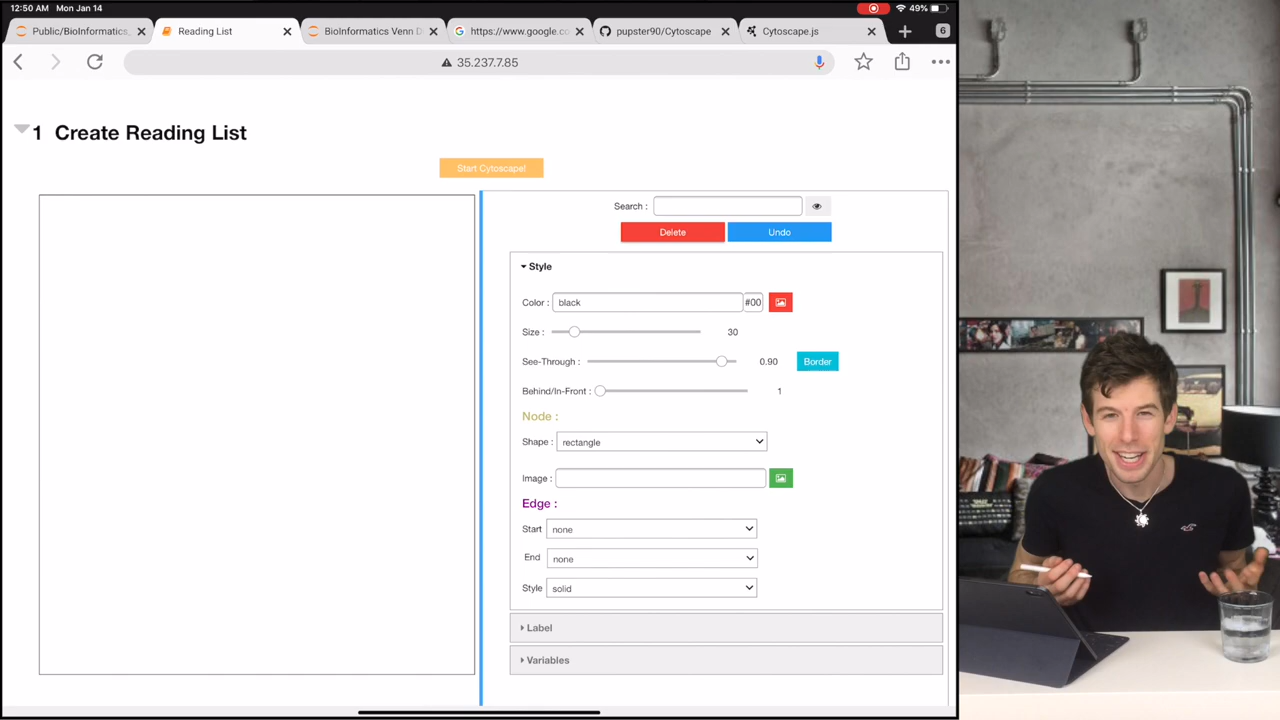 12:50 AM Mon Jan 14
49%
Public/BioInformatics_
Reading List
BioInformatics Venn D
https://www.google.co
pupster90/Cytoscape
Cytoscape.js
6
35.237.7.85
1 Create Reading List
Start Cytoscape!
Search :
Delete
Undo
Style
Color : black #00
Size : 30
See-Through : 0.90
Border
Behind/In-Front : 1
Node :
Shape : rectangle
Image :
Edge :
Start none
End none
Style solid
Label
Variables